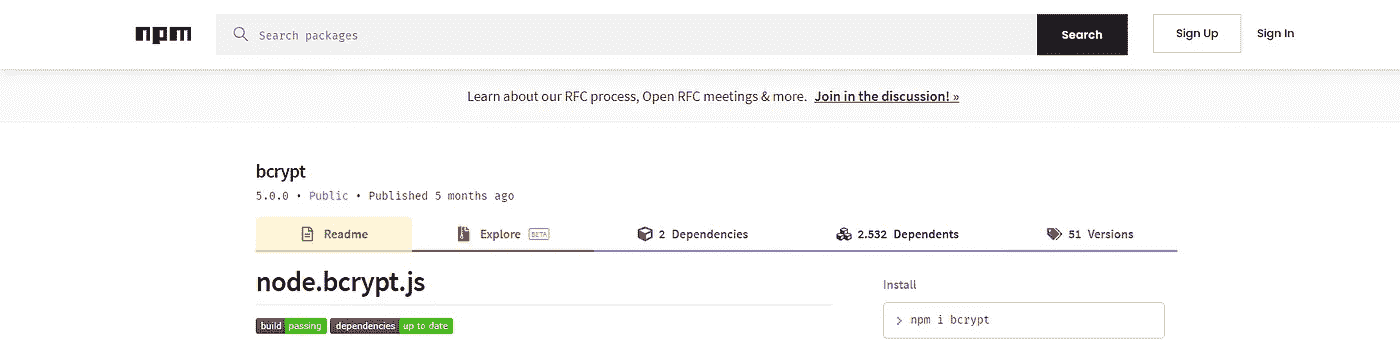 npm
Search packages
Search
Sign Up
Sign In
Learn about our RFC process, Open RFC meetings & more. Join in the discussion! »
bcrypt
5.0.0 • Public • Published 5 months ago
Readme
Explore BETA
2 Dependencies
2.532 Dependents
51 Versions
node.bcrypt.js
build passing dependencies up to date
Install
> npm i bcrypt